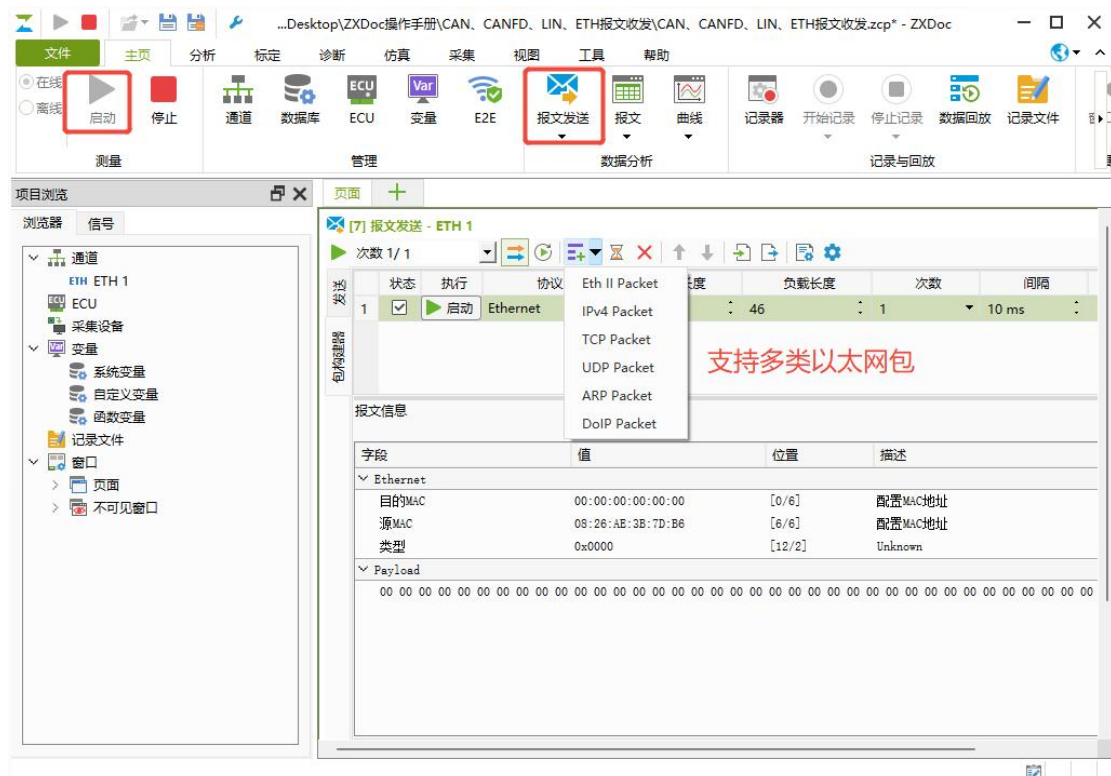 ...Desktop\ZXDoc操作手册\CAN、CANFD、LIN、ETH报文收发\CAN、CANFD、LIN、ETH报文收发.zcp* - ZXDoc
文件 主页 分析 标定 诊断 仿真 采集 视图 工具 帮助
在线
离线
启动 停止 通道 数据库 ECU 变量 E2E 报文发送 报文 曲线 记录器 开始记录 停止记录 数据回放 记录文件
测量 管理 数据分析 记录与回放
项目浏览
浏览器 信号
通道
ETH ETH 1
ECU
采集设备
变量
系统变量
自定义变量
函数变量
记录文件
窗口
页面
不可见窗口
页面
[7] 报文发送 - ETH 1
次数 1/ 1
发送
包构建器
状态 执行 协议 长度 负载长度 次数 间隔
1 启动 Ethernet 46 1 10 ms
Eth II Packet
IPv4 Packet
TCP Packet
UDP Packet
ARP Packet
DoIP Packet
支持多类以太网包
报文信息
字段 值 位置 描述
Ethernet
目的MAC 00:00:00:00:00:00 [0/6] 配置MAC地址
源MAC 08:26:AE:3B:7D:B6 [6/6] 配置MAC地址
类型 0x0000 [12/2] Unknown
Payload
00 00 00 00 00 00 00 00 00 00 00 00 00 00 00 00 00 00 00 00 00 00 00 00 00 00 00 00 00 00 00 00 00 00 00 00 00